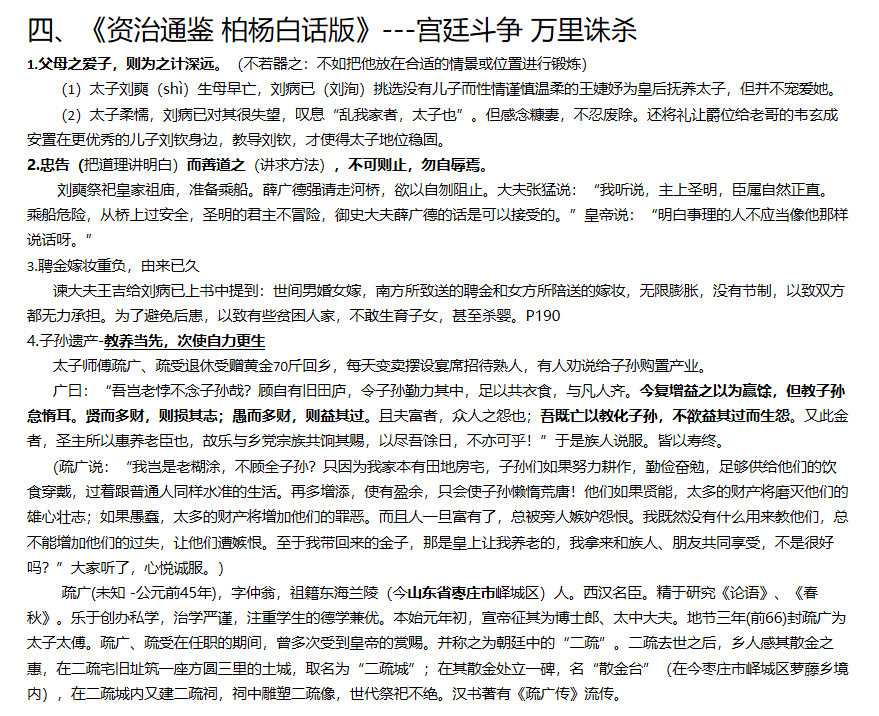 四、《资治通鉴 柏杨白话版》---宫廷斗争 万里诛杀
1.父母之爱子，则为之计深远。（不若器之：不如把他放在合适的情景或位置进行锻炼）
（1）太子刘奭（shì）生母早亡，刘病已（刘洵）挑选没有儿子而性情谨慎温柔的王婕妤为皇后抚养太子，但并不宠爱她。
（2）太子柔懦，刘病已对其很失望，叹息“乱我家者，太子也”。但感念糠妻，不忍废除。还将礼让爵位给老哥的韦玄成
安置在更优秀的儿子刘钦身边，教导刘钦，才使得太子地位稳固。
2.忠告（把道理讲明白）而善道之（讲求方法），不可则止，勿自辱焉。
刘奭祭祀皇家祖庙，准备乘船。薛广德强请走河桥，欲以自刎阻止。大夫张猛说：“我听说，主上圣明，臣属自然正直。
乘船危险，从桥上过安全，圣明的君主不冒险，御史大夫薛广德的话是可以接受的。”皇帝说：“明白事理的人不应当像他那样
说话呀。”
3.聘金嫁妆重负，由来已久
谏大夫王吉给刘病已上书中提到：世间男婚女嫁，南方所致送的聘金和女方所陪送的嫁妆，无限膨胀，没有节制，以致双方
都无力承担。为了避免后患，以致有些贫困人家，不敢生育子女，甚至杀婴。P190
4.子孙遗产-教养当先，次使自力更生
太子师傅疏广、疏受退休受赠黄金70斤回乡，每天变卖摆设宴席招待熟人，有人劝说给子孙购置产业。
广曰：“吾岂老悖不念子孙哉？顾自有旧田庐，令子孙勤力其中，足以共衣食，与凡人齐。今复增益之以为赢馀，但教子孙
怠惰耳。贤而多财，则损其志；愚而多财，则益其过。且夫富者，众人之怨也；吾既亡以教化子孙，不欲益其过而生怨。又此金
者，圣主所以惠养老臣也，故乐与乡党宗族共饷其赐，以尽吾馀日，不亦可乎！”于是族人说服。皆以寿终。
(疏广说：“我岂是老糊涂，不顾全子孙？只因为我家本有田地房宅，子孙们如果努力耕作，勤俭奋勉，足够供给他们的饮
食穿戴，过着跟普通人同样水准的生活。再多增添，使有盈余，只会使子孙懒惰荒唐！他们如果贤能，太多的财产将磨灭他们的
雄心壮志；如果愚蠢，太多的财产将增加他们的罪恶。而且人一旦富有了，总被旁人嫉妒怨恨。我既然没有什么用来教他们，总
不能增加他们的过失，让他们遭嫉恨。至于我带回来的金子，那是皇上让我养老的，我拿来和族人、朋友共同享受，不是很好
吗？”大家听了，心悦诚服。）
疏广(未知 -公元前45年)，字仲翁，祖籍东海兰陵（今山东省枣庄市峄城区）人。西汉名臣。精于研究《论语》、《春
秋》。乐于创办私学，治学严谨，注重学生的德学兼优。本始元年初，宣帝征其为博士郎、太中大夫。地节三年(前66)封疏广为
太子太傅。疏广、疏受在任职的期间，曾多次受到皇帝的赏赐。并称之为朝廷中的“二疏”。二疏去世之后，乡人感其散金之
惠，在二疏宅旧址筑一座方圆三里的土城，取名为“二疏城”；在其散金处立一碑，名“散金台”（在今枣庄市峄城区萝藤乡境
内），在二疏城内又建二疏祠，祠中雕塑二疏像，世代祭祀不绝。汉书著有《疏广传》流传。